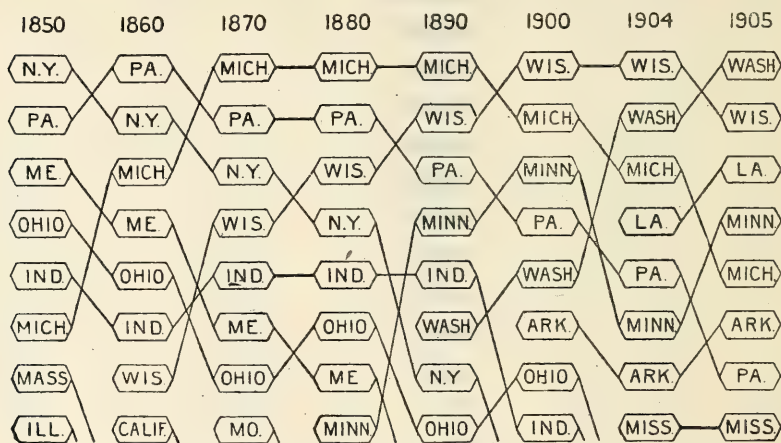 1850 1860 1870 1880 1890 1900 1904 1905
N.Y. PA. MICH MICH MICH. WIS. WIS. WASH
PA. N.Y. PA. PA. WIS. MICH. WASH WIS.
ME. MICH N.Y. WIS. PA. MINN. MICH. LA.
OHIO ME. WIS. N.Y. MINN. PA. LA. MINN.
IND. OHIO IND. IND. IND. WASH PA. MICH.
MICH IND. ME. OHIO WASH ARK. MINN. ARK.
MASS WIS. OHIO ME. N.Y OHIO ARK. PA.
ILL. CALIF. MO. MINN OHIO IND. MISS. MISS.